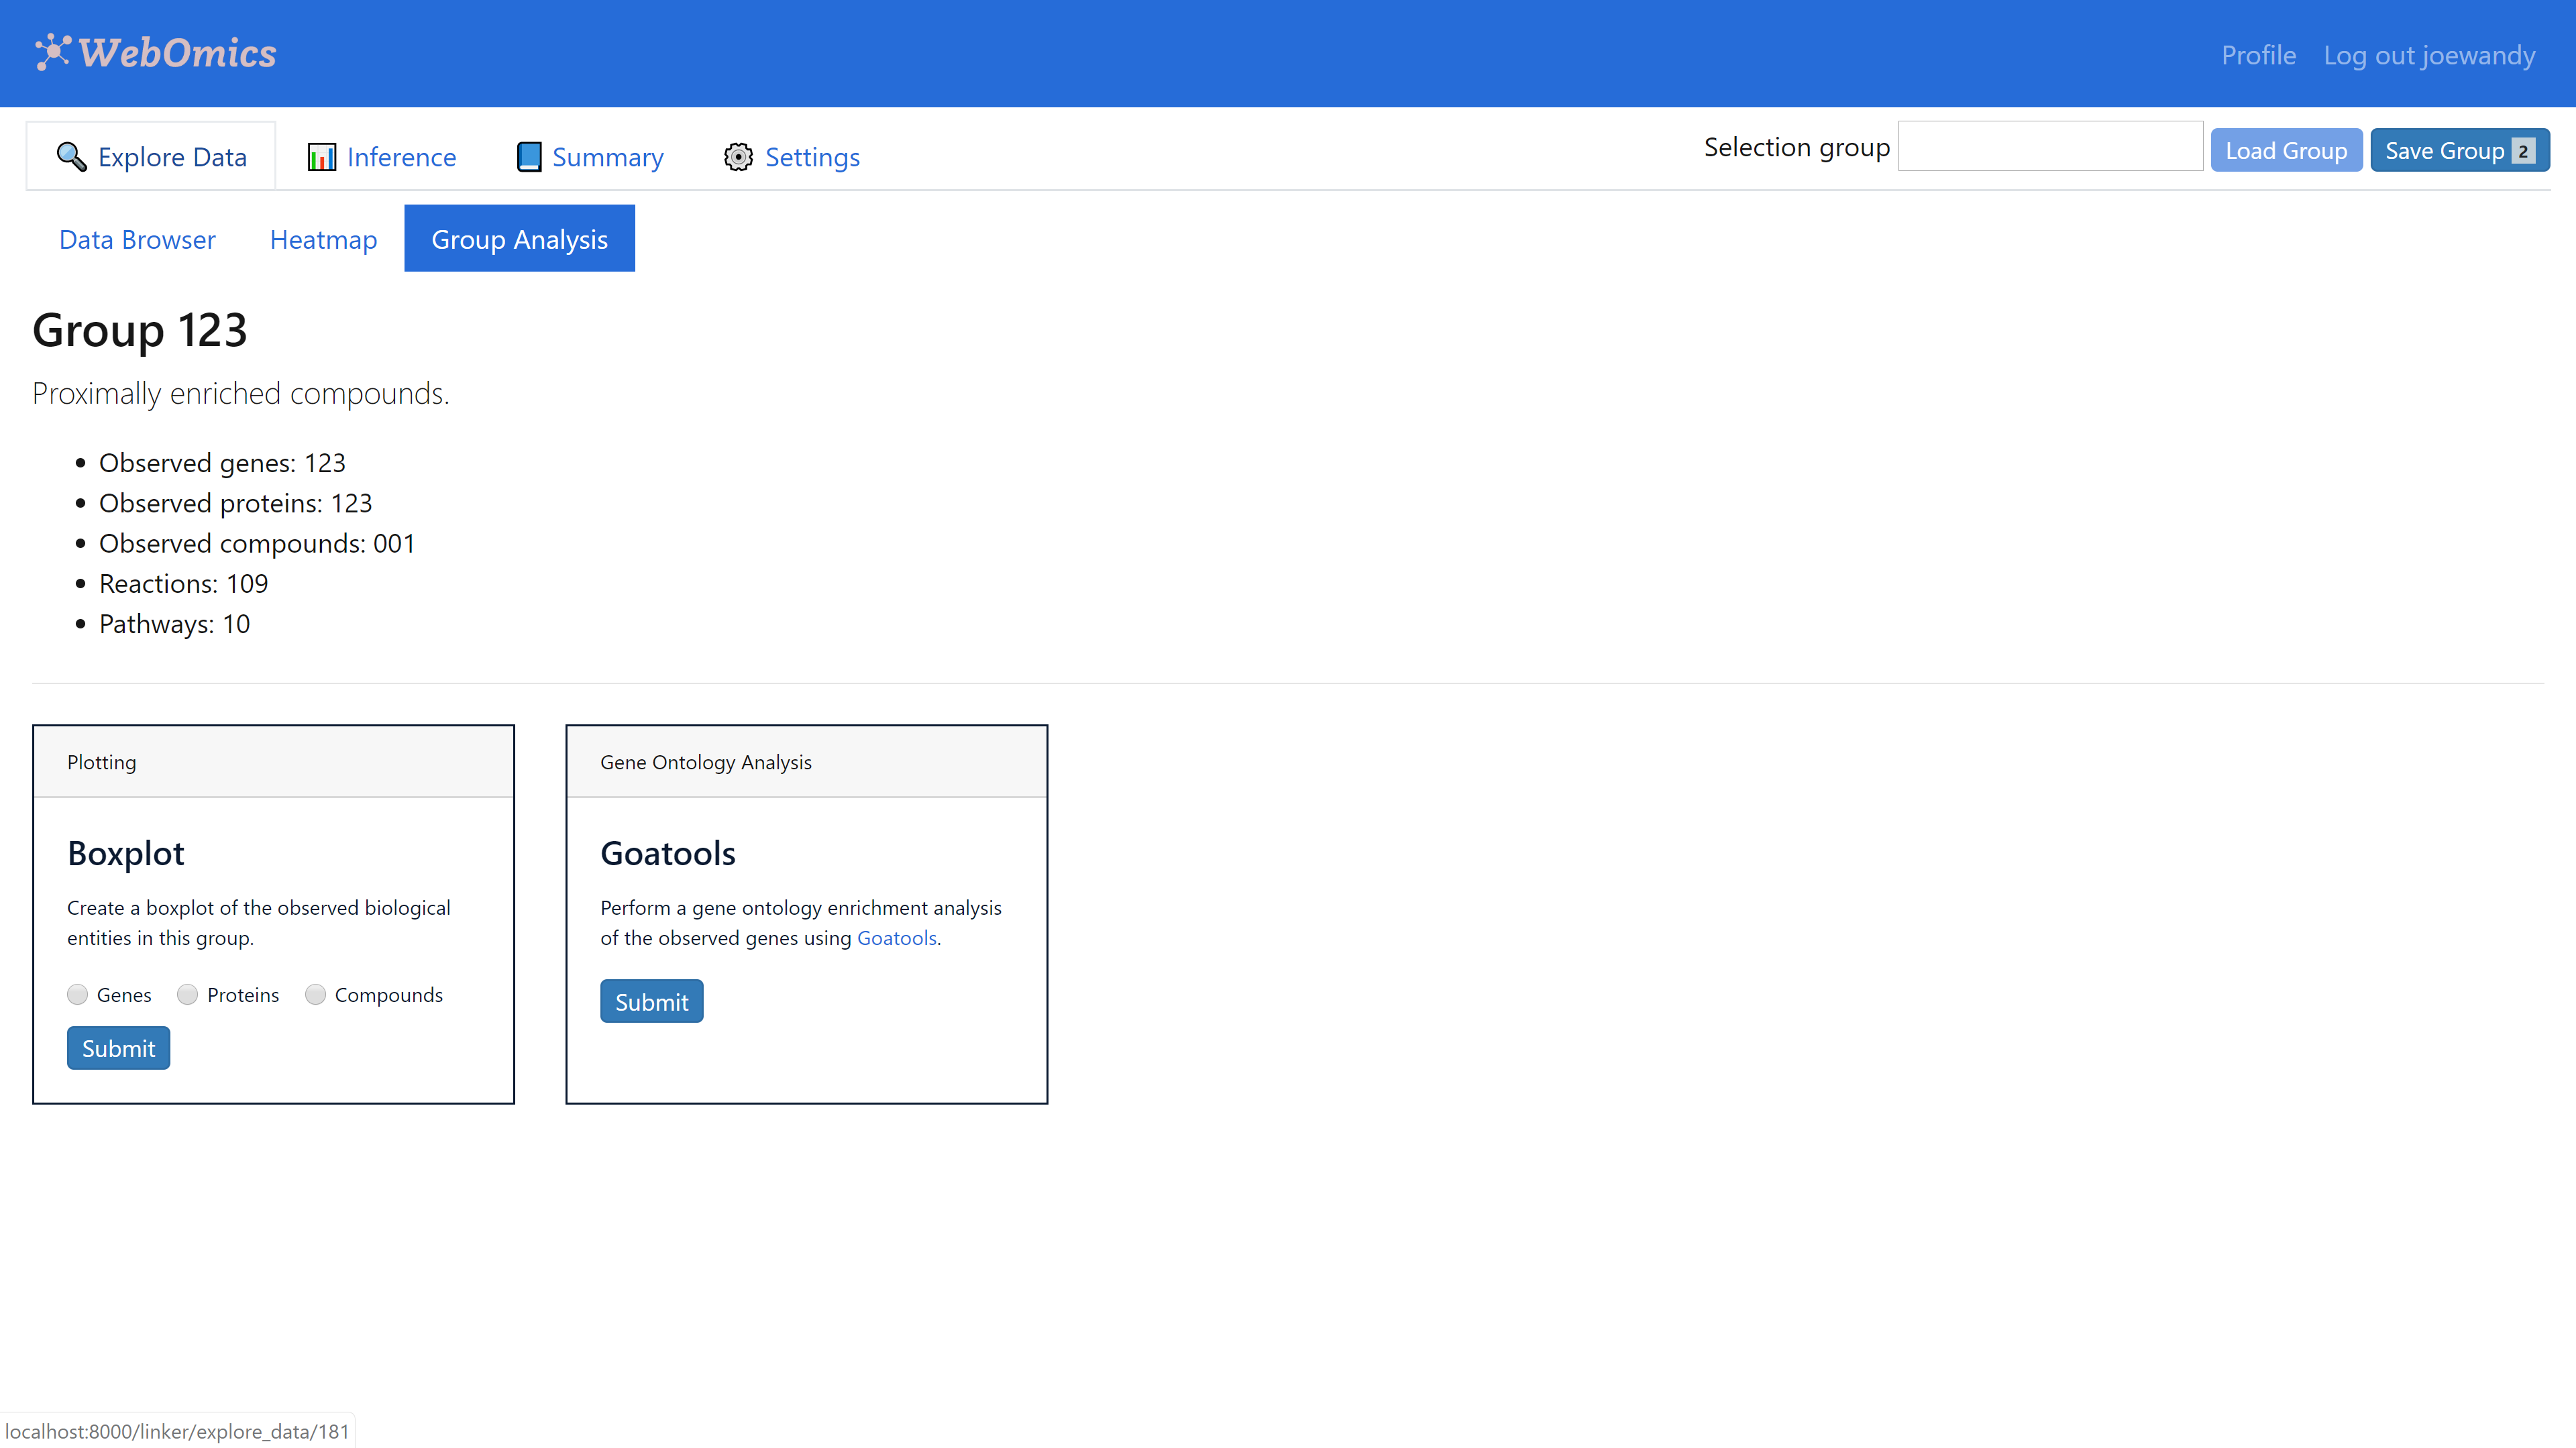 WebOmics
Profile Log out joewandy
Explore Data Inference Summary Settings Selection group Load Group Save Group 2
Data Browser Heatmap Group Analysis
Group 123
Proximally enriched compounds.
Observed genes: 123
Observed proteins: 123
Observed compounds: 001
Reactions: 109
Pathways: 10
Plotting
Boxplot
Create a boxplot of the observed biological
entities in this group.
Genes Proteins Compounds
Submit
Gene Ontology Analysis
Goatools
Perform a gene ontology enrichment analysis
of the observed genes using Goatools.
Submit
localhost:8000/linker/explore_data/181